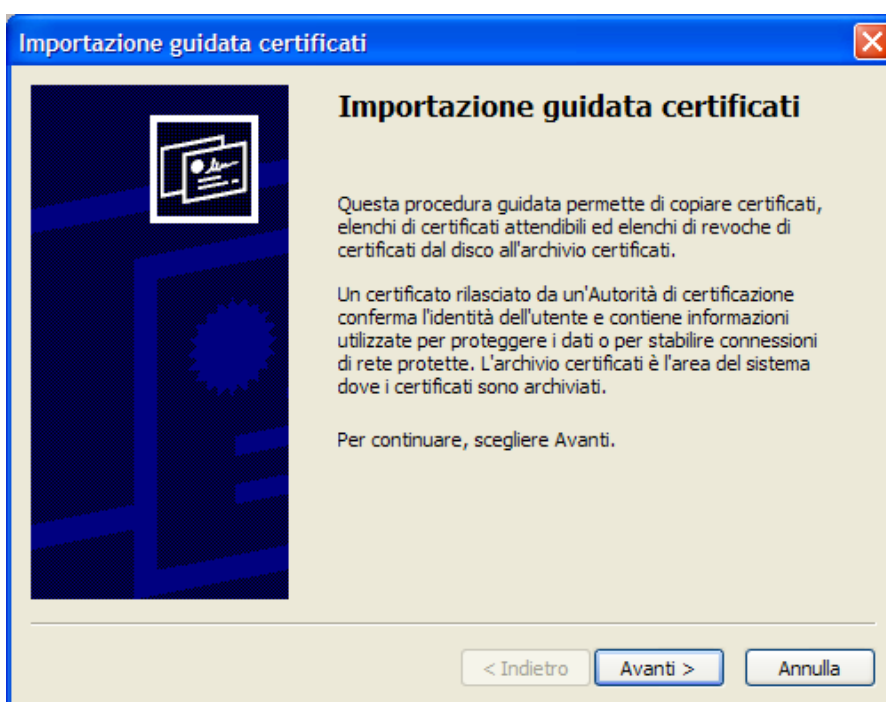 Importazione guidata certificati
Importazione guidata certificati
Questa procedura guidata permette di copiare certificati,
elenchi di certificati attendibili ed elenchi di revoche di
certificati dal disco all'archivio certificati.
Un certificato rilasciato da un'Autorità di certificazione
conferma l'identità dell'utente e contiene informazioni
utilizzate per proteggere i dati o per stabilire connessioni
di rete protette. L'archivio certificati è l'area del sistema
dove i certificati sono archiviati.
Per continuare, scegliere Avanti.
< Indietro Avanti > Annulla